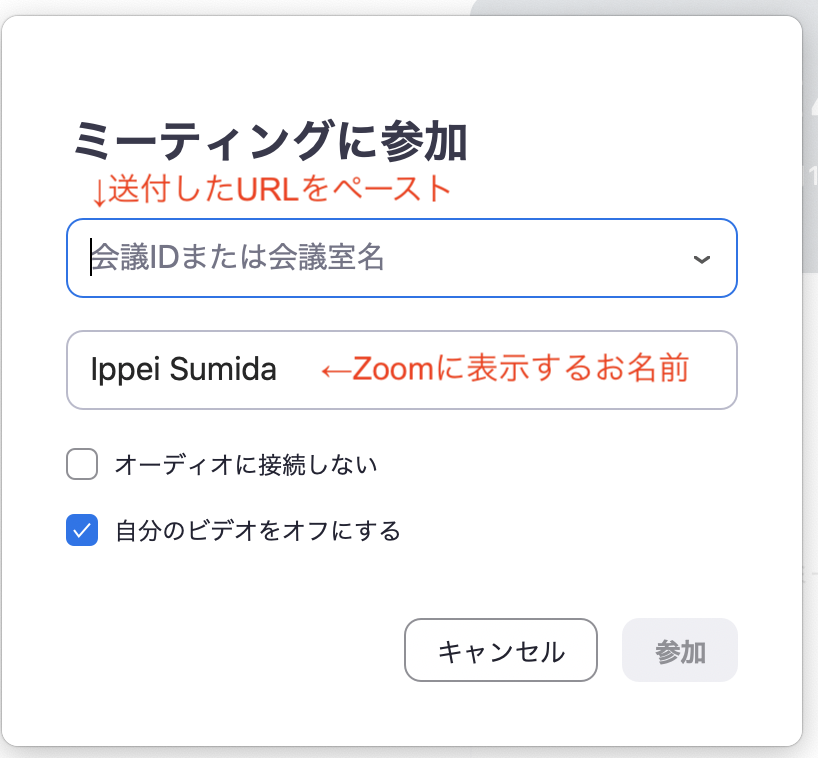 ミーティングに参加
↓送付したURLをペースト
会議IDまたは会議室名
Ippei Sumida ←Zoomに表示するお名前
オーディオに接続しない
自分のビデオをオフにする
キャンセル 参加